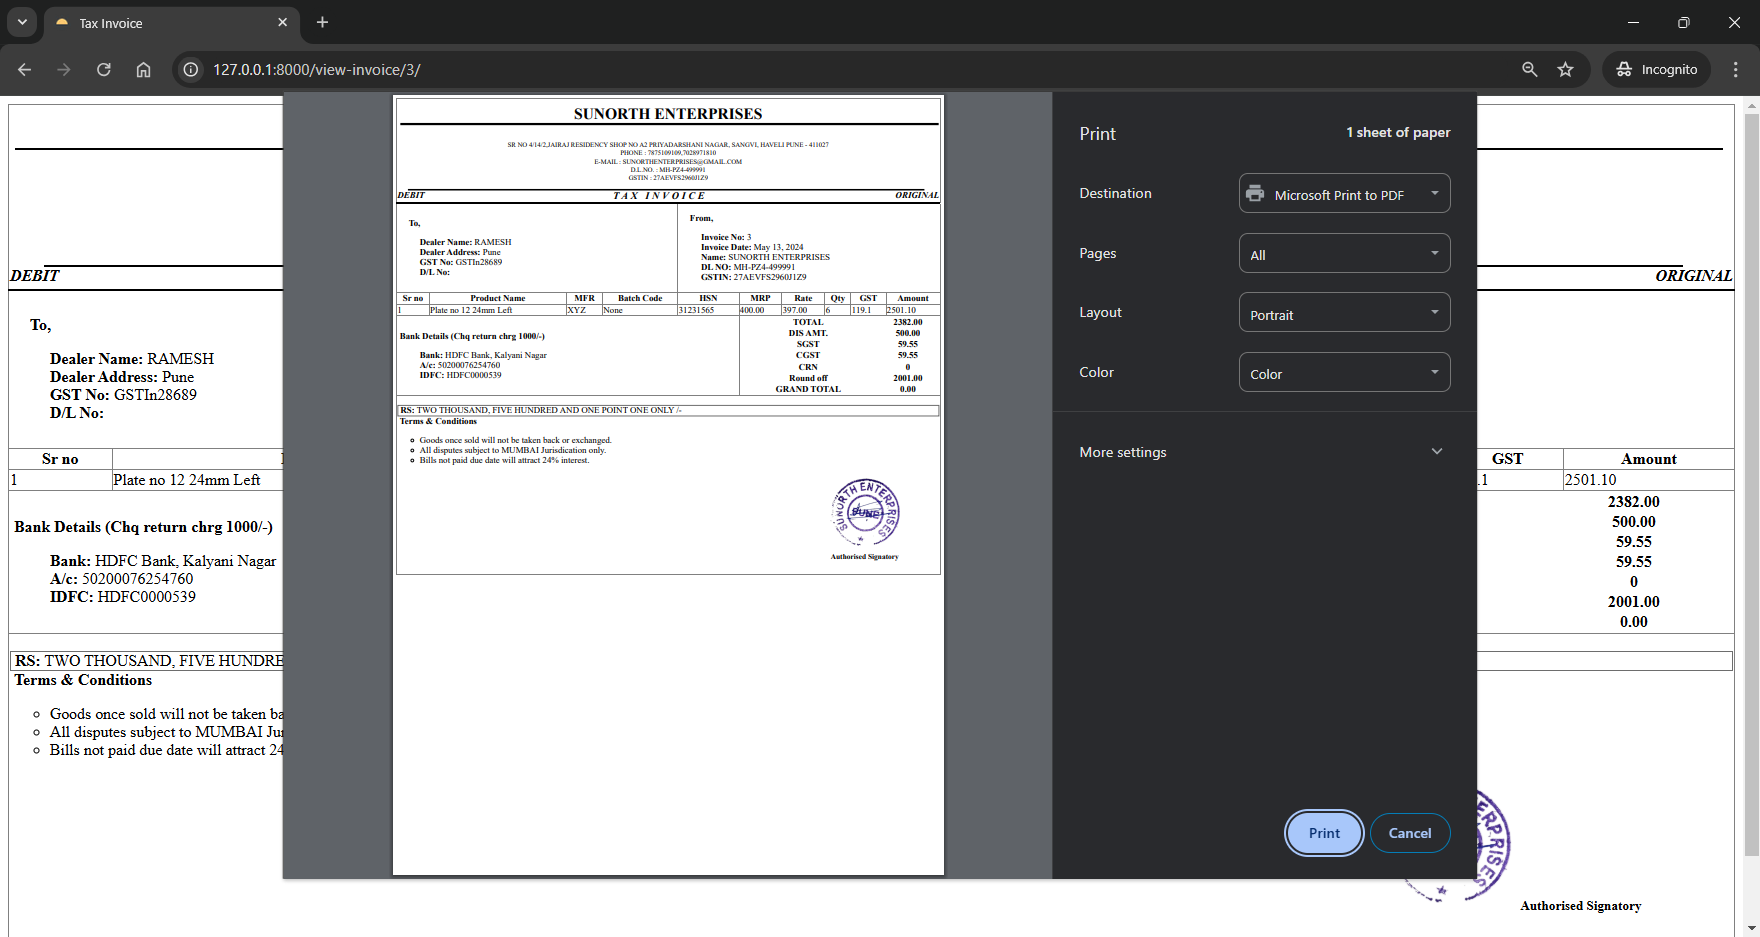 Tax Invoice
127.0.0.1:8000/view-invoice/3/
Incognito
DEBIT
ORIGINAL
To,
Dealer Name: RAMESH
Dealer Address: Pune
GST No: GSTIn28689
D/L No:
Sr no
GST Amount
1 Plate no 12 24mm Left
.1 2501.10
2382.00
500.00
59.55
59.55
0
2001.00
0.00
Bank Details (Chq return chrg 1000/-)
Bank: HDFC Bank, Kalyani Nagar
A/c: 50200076254760
IDFC: HDFC0000539
RS: TWO THOUSAND, FIVE HUNDRE
Terms & Conditions
Goods once sold will not be taken ba
All disputes subject to MUMBAI Jur
Bills not paid due date will attract 24
ERPRISES
Authorised Signatory
SUNORTH ENTERPRISES
SR NO 4/14/2,JAIRAJ RESIDENCY SHOP NO A2 PRIYADARSHANI NAGAR, SANGVI, HAVELI PUNE - 411027
PHONE : 7875109109,7028971810
E-MAIL : SUNORTHENTERPRISES@GMAIL.COM
D.L.NO. : MH-PZ4-499991
GSTIN : 27AEVFS2960J1Z9
DEBIT TAX INVOICE ORIGINAL
To,
Dealer Name: RAMESH
Dealer Address: Pune
GST No: GSTIn28689
D/L No:
From,
Invoice No: 3
Invoice Date: May 13, 2024
Name: SUNORTH ENTERPRISES
DL NO: MH-PZ4-499991
GSTIN: 27AEVFS2960J1Z9
Sr no Product Name MFR Batch Code HSN MRP Rate Qty GST Amount
1 Plate no 12 24mm Left XYZ None 31231565 400.00 397.00 6 119.1 2501.10
Bank Details (Chq return chrg 1000/-)
Bank: HDFC Bank, Kalyani Nagar
A/c: 50200076254760
IDFC: HDFC0000539
TOTAL 2382.00
DIS AMT. 500.00
SGST 59.55
CGST 59.55
CRN 0
Round off 2001.00
GRAND TOTAL 0.00
RS: TWO THOUSAND, FIVE HUNDRED AND ONE POINT ONE ONLY /-
Terms & Conditions
Goods once sold will not be taken back or exchanged.
All disputes subject to MUMBAI Jurisdication only.
Bills not paid due date will attract 24% interest.
SUNORTH ENTERPRISES
PUNE
Authorised Signatory
Print
1 sheet of paper
Destination Microsoft Print to PDF
Pages All
Layout Portrait
Color Color
More settings
Print Cancel